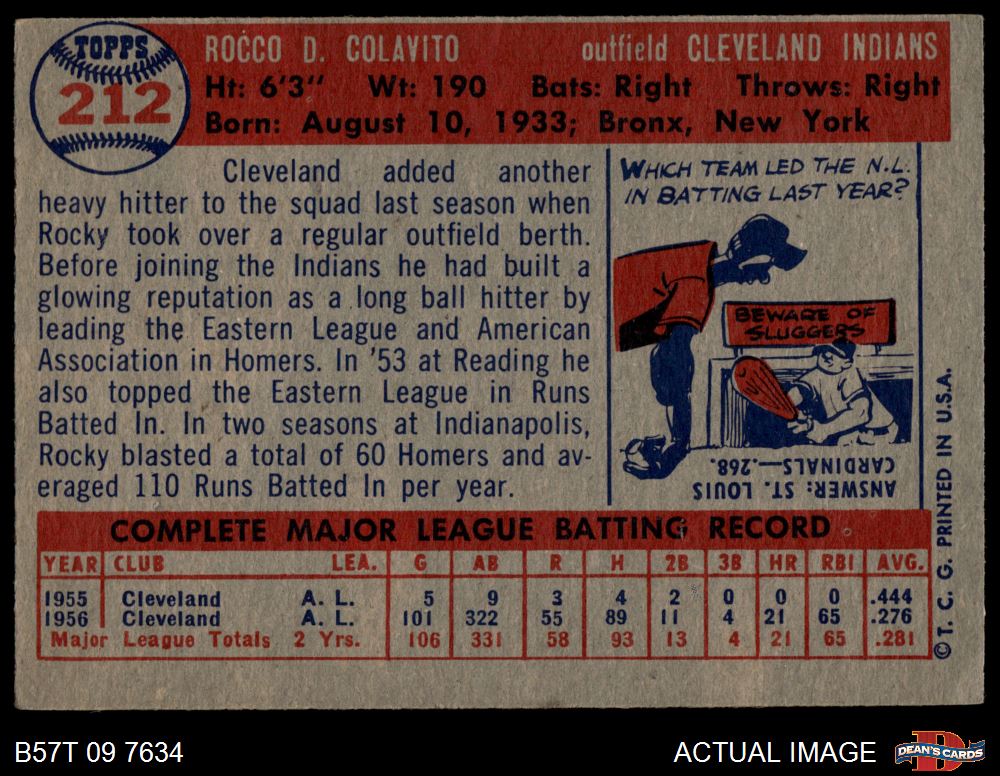 TOPPS
212
ROCCO D. COLAVITO outfield CLEVELAND INDIANS
Ht: 6'3" Wt: 190 Bats: Right Throws: Right
Born: August 10, 1933; Bronx, New York
Cleveland added another
heavy hitter to the squad last season when
Rocky took over a regular outfield berth.
Before joining the Indians he had built a
glowing reputation as a long ball hitter by
leading the Eastern League and American
Association in Homers. In '53 at Reading he
also topped the Eastern League in Runs
Batted In. In two seasons at Indianapolis,
Rocky blasted a total of 60 Homers and av-
eraged 110 Runs Batted In per year.
WHICH TEAM LED THE N.L.
IN BATTING LAST YEAR?
BEWARE OF
SLUGGERS
ANSWER: ST. LOUIS
CARDINALS—.268.
COMPLETE MAJOR LEAGUE BATTING RECORD
YEAR CLUB LEA. G AB R H 2B 3B HR RBI AVG.
1955 Cleveland A. L. 5 9 3 4 2 0 0 0 .444
1956 Cleveland A. L. 101 322 55 89 11 4 21 65 .276
Major League Totals 2 Yrs. 106 331 58 93 13 4 21 65 .281
© T. C. G. PRINTED IN U.S.A.
B57T 09 7634
ACTUAL IMAGE
DEAN'S CARDS